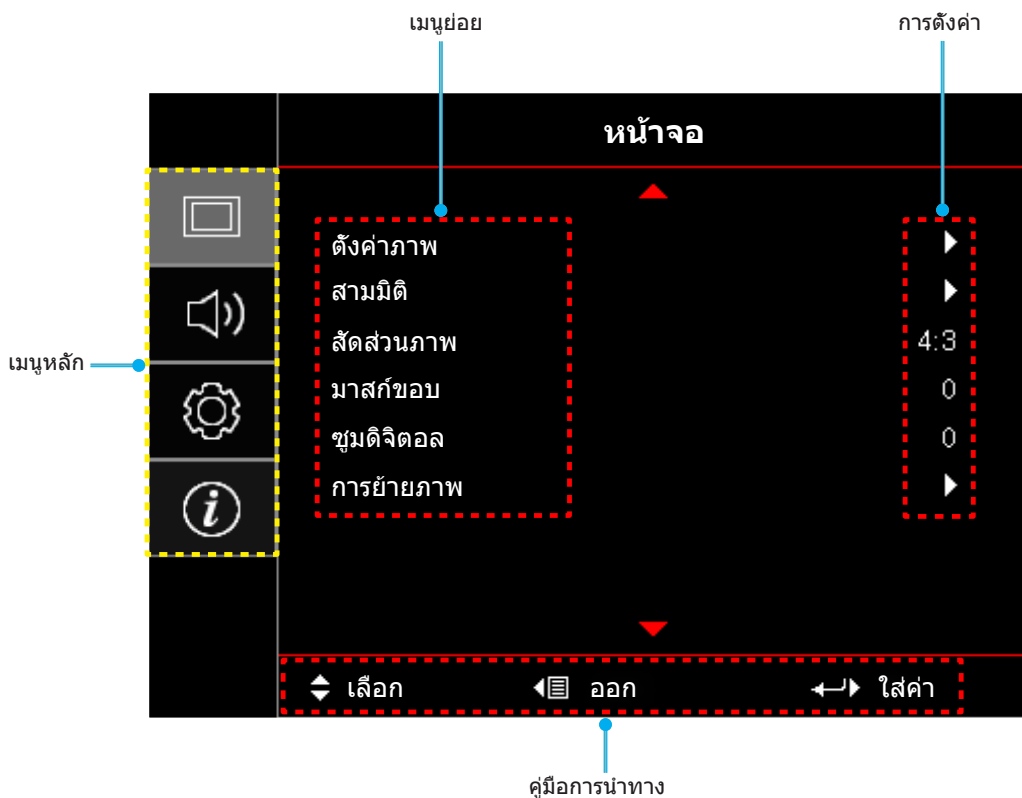 เมนูย่อย การตั้งค่า
หน้าจอ
ตั้งค่าภาพ
สามมิติ
สัดส่วนภาพ 4:3
เมนูหลัก
มาสก์ขอบ 0
ซูมดิจิตอล 0
การย้ายภาพ
เลือก ออก ใส่ค่า
คู่มือการนำทาง